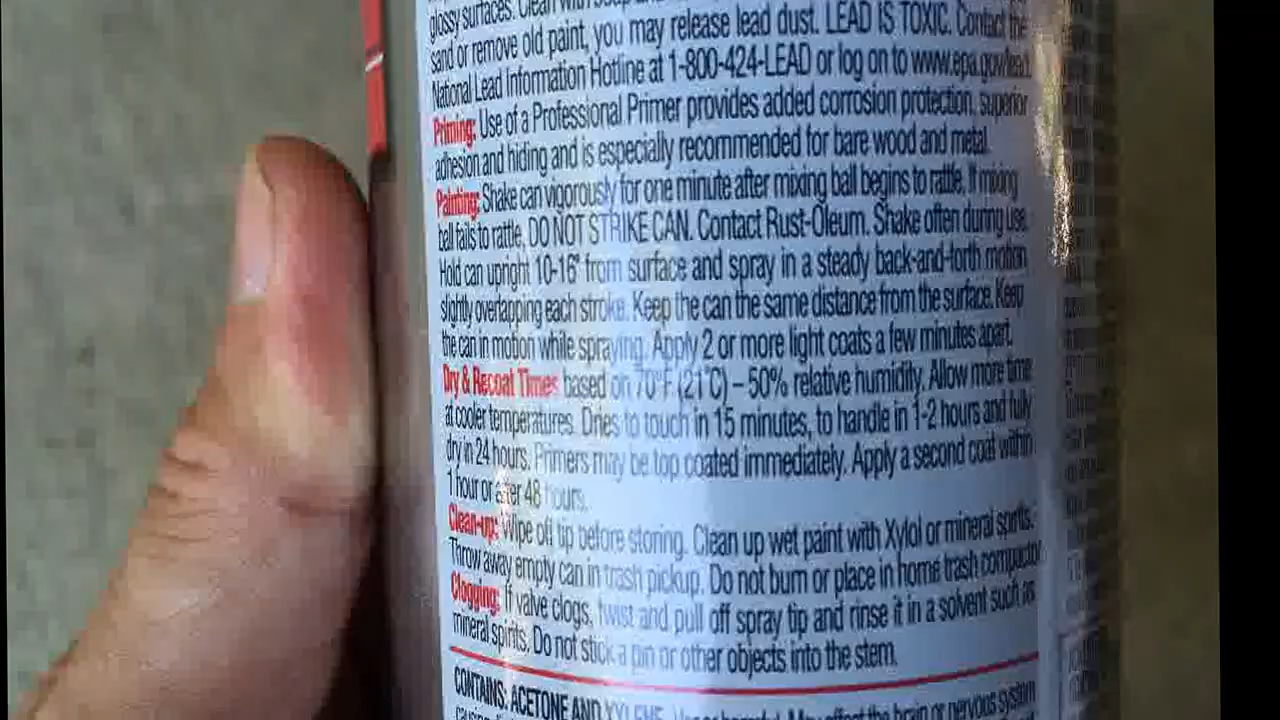 glossy surfaces. Clean with soap and
sand or remove old paint, you may release lead dust. LEAD IS TOXIC. Contact the
National Lead Information Hotline at 1-800-424-LEAD or log on to www.epa.gov/lead.
Priming: Use of a Professional Primer provides added corrosion protection, superior
adhesion and hiding and is especially recommended for bare wood and metal.
Painting: Shake can vigorously for one minute after mixing ball begins to rattle. If mixing
ball fails to rattle, DO NOT STRIKE CAN. Contact Rust-Oleum. Shake often during use.
Hold can upright 10-16" from surface and spray in a steady back-and-forth motion
slightly overlapping each stroke. Keep the can the same distance from the surface. Keep
the can in motion while spraying. Apply 2 or more light coats a few minutes apart.
Dry & Recoat Times based on 70°F (21°C) – 50% relative humidity. Allow more time
at cooler temperatures. Dries to touch in 15 minutes, to handle in 1-2 hours and fully
dry in 24 hours. Primers may be top coated immediately. Apply a second coat within
1 hour or after 48 hours.
Clean-up: Wipe off tip before storing. Clean up wet paint with Xylol or mineral spirits.
Throw away empty can in trash pickup. Do not burn or place in home trash compactor.
Clogging: If valve clogs, twist and pull off spray tip and rinse it in a solvent such as
mineral spirits. Do not stick a pin or other objects into the stem.
CONTAINS: ACETONE AND XYLENE. Vapor harmful. May affect the brain or nervous system